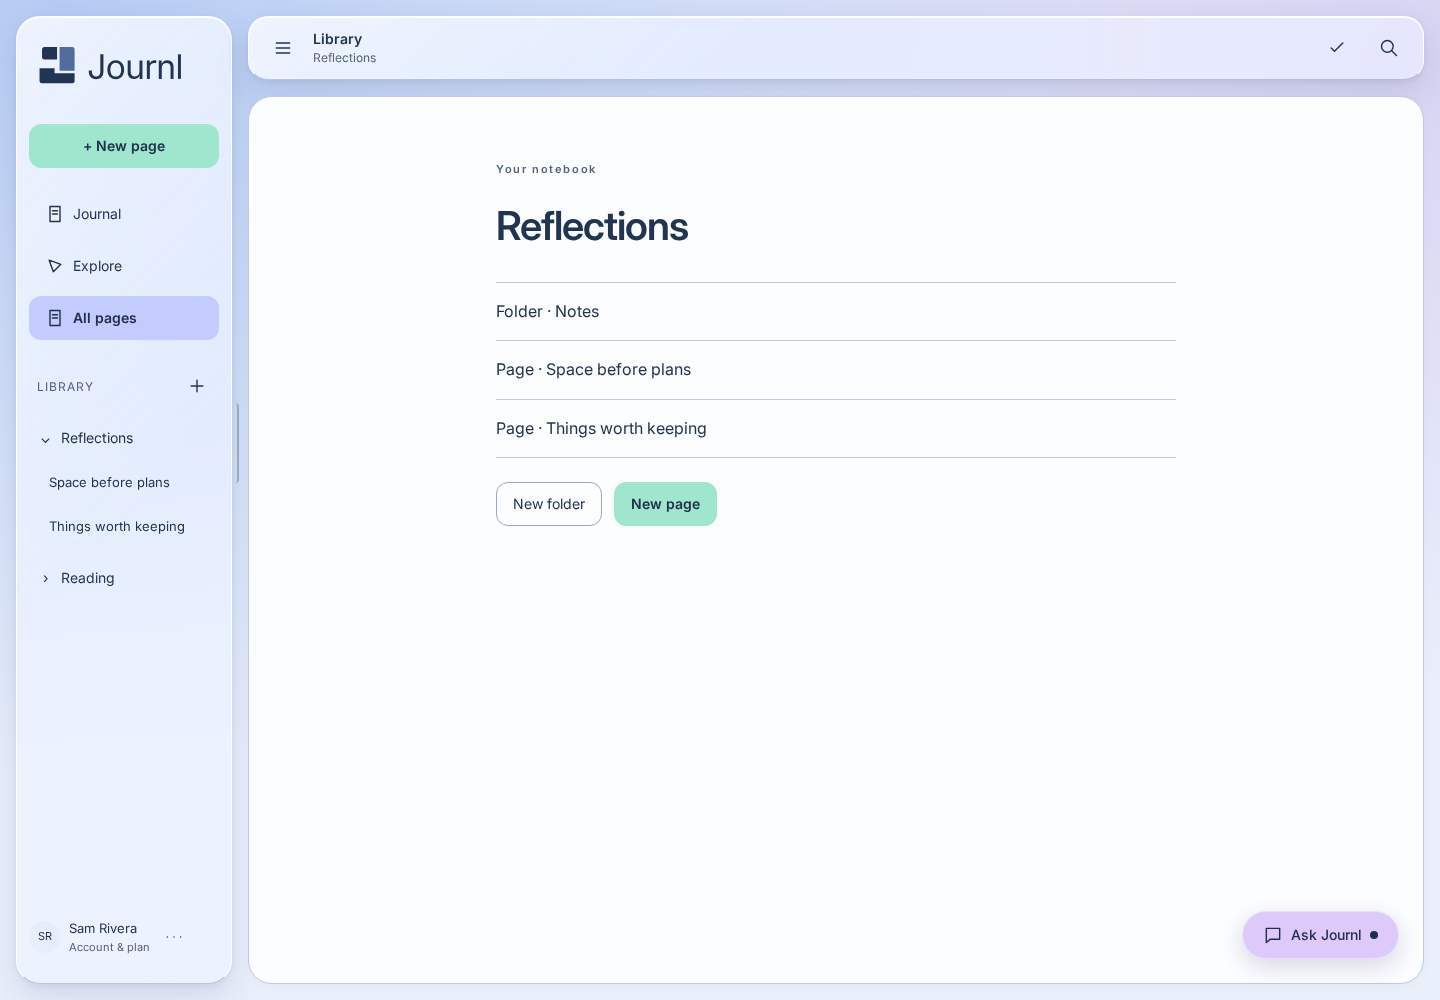 Journl
+ New page
Journal
Explore
All pages
LIBRARY
Reflections
Space before plans
Things worth keeping
Reading
SR
Sam Rivera
Account & plan
Library
Reflections
Your notebook
Reflections
Folder · Notes
Page · Space before plans
Page · Things worth keeping
New folder
New page
Ask Journl